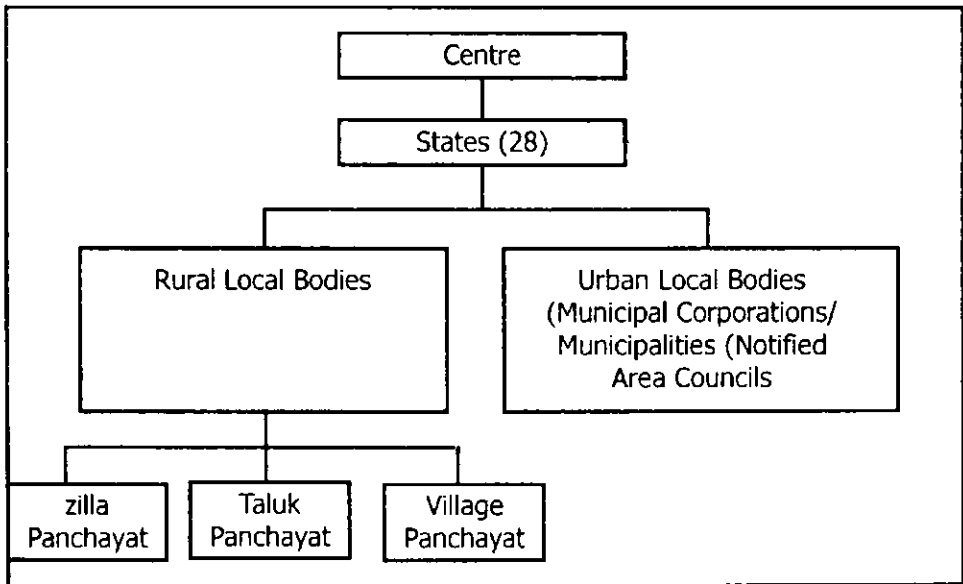 Centre
States (28)
Rural Local Bodies
Urban Local Bodies
(Municipal Corporations/
Municipalities (Notified
Area Councils
zilla
Panchayat
Taluk
Panchayat
Village
Panchayat